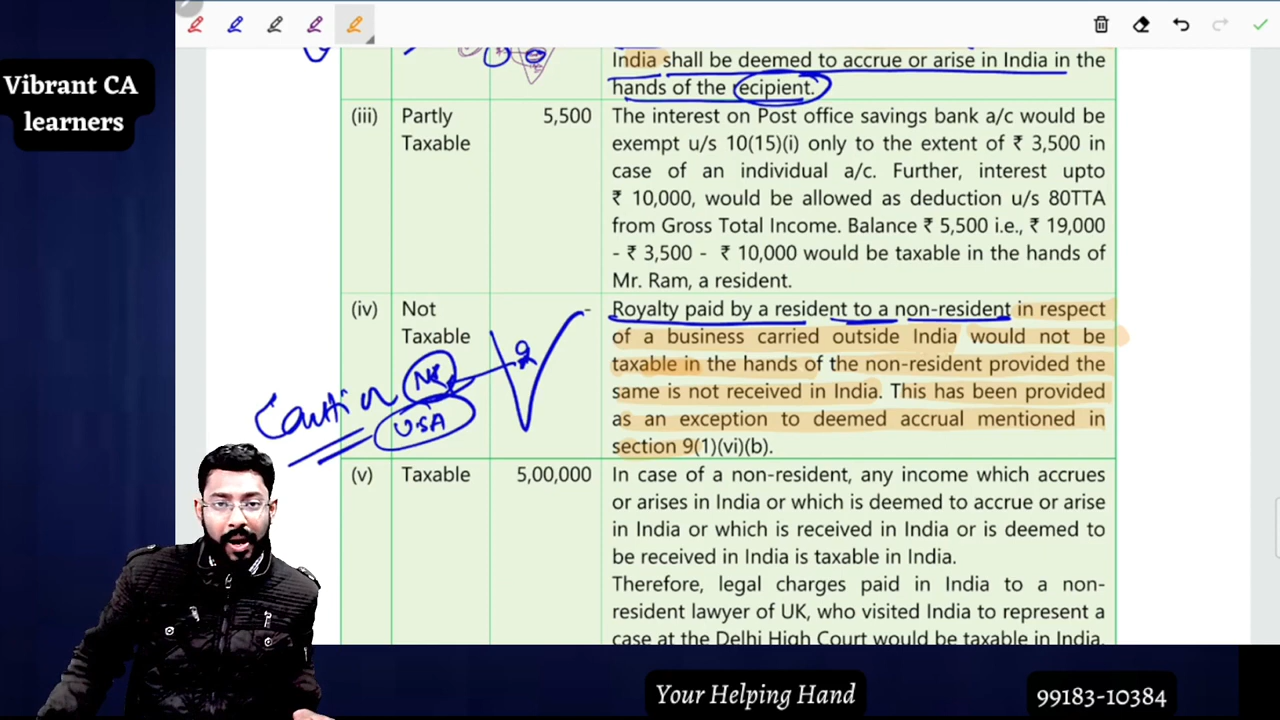 Vibrant CA
learners
India shall be deemed to accrue or arise in India in the
hands of the recipient.
(iii) Partly Taxable 5,500 The interest on Post office savings bank a/c would be
exempt u/s 10(15)(i) only to the extent of ₹ 3,500 in
case of an individual a/c. Further, interest upto
₹ 10,000, would be allowed as deduction u/s 80TTA
from Gross Total Income. Balance ₹ 5,500 i.e., ₹ 19,000
- ₹ 3,500 - ₹ 10,000 would be taxable in the hands of
Mr. Ram, a resident.
(iv) Not Taxable - Royalty paid by a resident to a non-resident in respect
of a business carried outside India would not be
taxable in the hands of the non-resident provided the
same is not received in India. This has been provided
as an exception to deemed accrual mentioned in
section 9(1)(vi)(b).
Caution NR
USA
(v) Taxable 5,00,000 In case of a non-resident, any income which accrues
or arises in India or which is deemed to accrue or arise
in India or which is received in India or is deemed to
be received in India is taxable in India.
Therefore, legal charges paid in India to a non-
resident lawyer of UK, who visited India to represent a
case at the Delhi High Court would be taxable in India.
Your Helping Hand
99183-10384